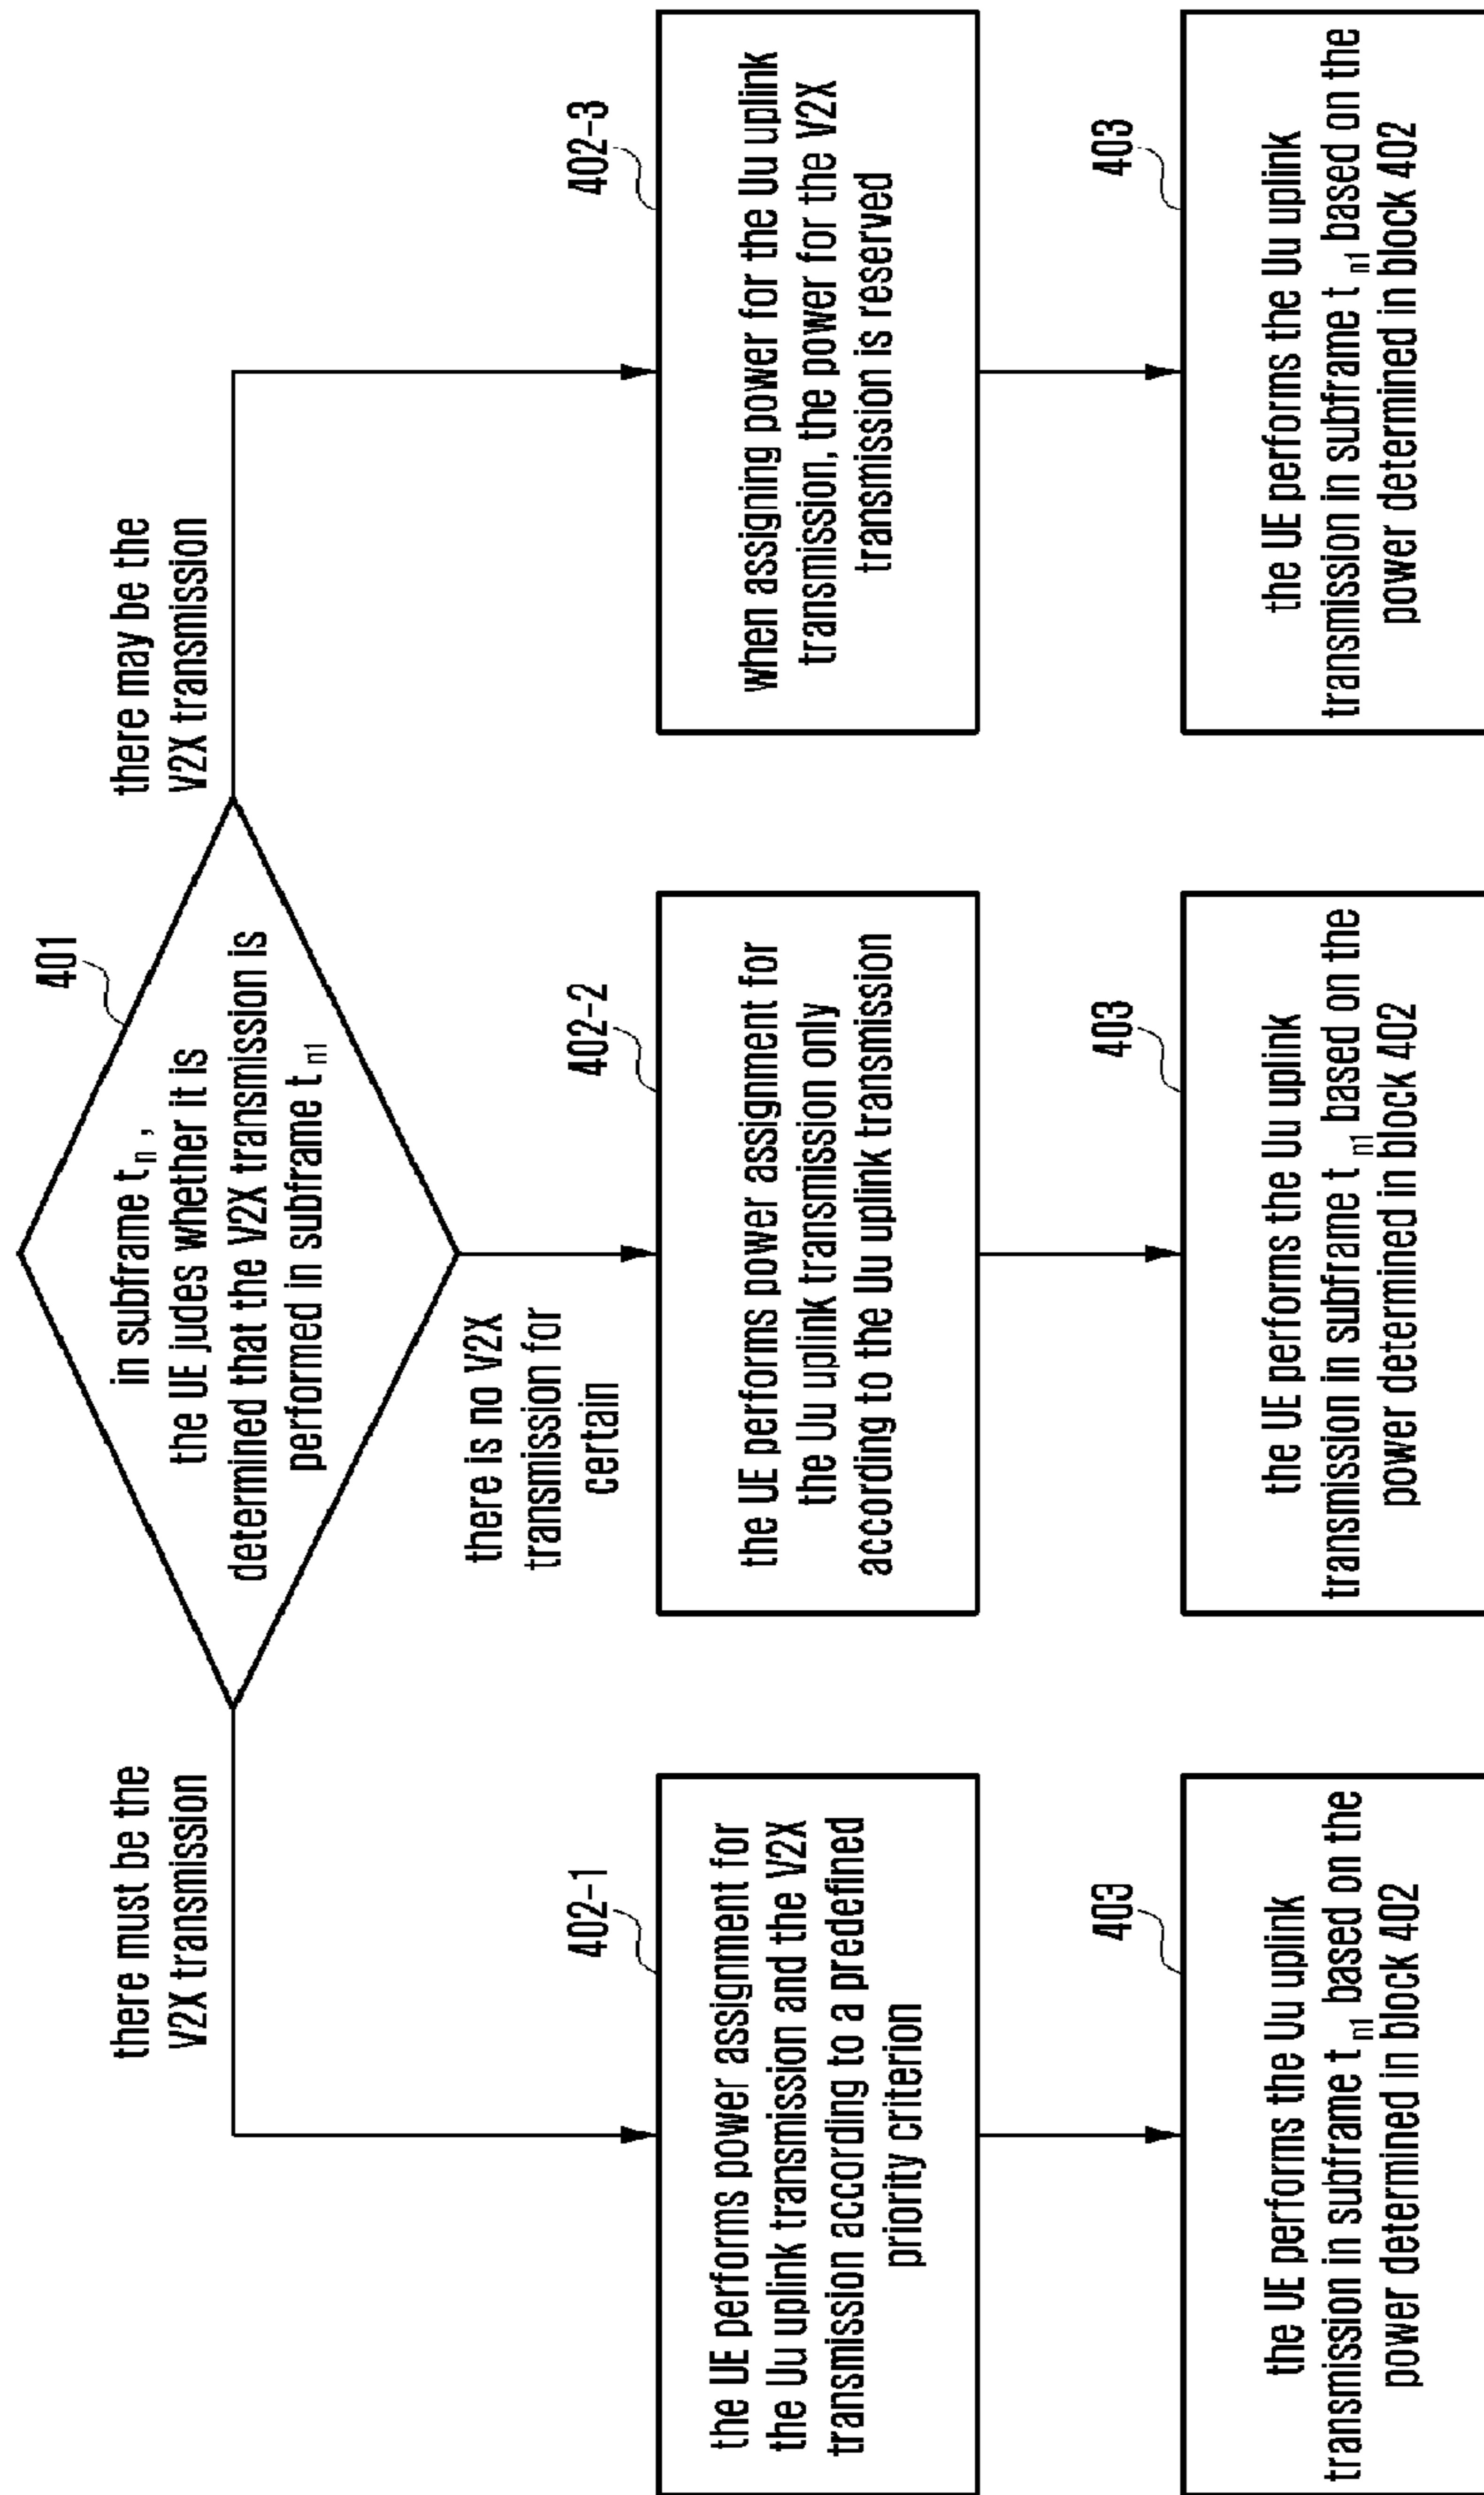 401
in subframe tn,
the UE judes whether it is
determined that the V2X transmission is
performed in subframe tn1
there must be the
V2X transmission
there is no V2X
transmission for
certain
there may be the
V2X transmission
402-1
the UE performs power assignment for
the Uu uplink transmission and the V2X
transmission according to a predefined
priority criterion
402-2
the UE performs power assignment for
the Uu uplink transmission only
according to the Uu uplink transmission
402-3
when assigning power for the Uu uplink
transmission, the power for the V2X
transmission is reserved
403
the UE performs the Uu uplink
transmission in subframe t n1 based on the
power determined in block 402
403
the UE performs the Uu uplink
transmission in subframe t n1 based on the
power determined in block 402
403
the UE performs the Uu uplink
transmission in subframe t n1 based on the
power determined in block 402